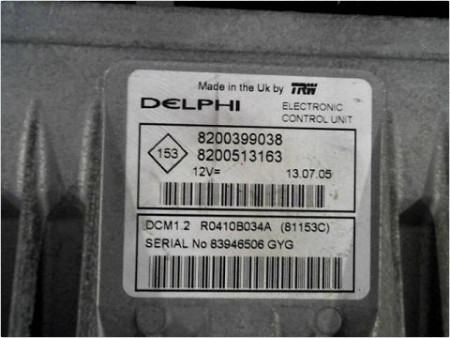 Made in the Uk by TRW
DELPHI
ELECTRONIC
CONTROL UNIT
153
8200399038
8200513163
12V=
13.07.05
DCM1.2 R0410B034A (81153C)
SERIAL No 83946506 GYG